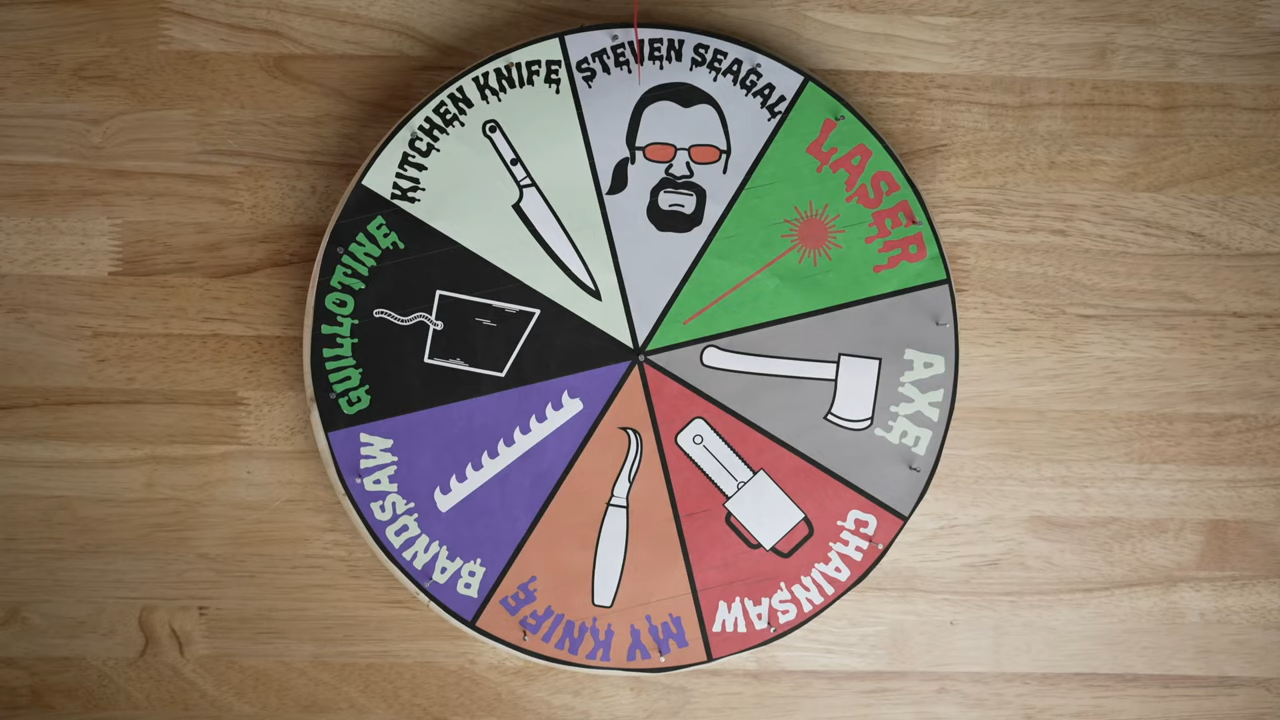 STEVEN SEAGAL
LASER
AXE
CHAINSAW
MY KNIFE
BANDSAW
GUILLOTINE
KITCHEN KNIFE